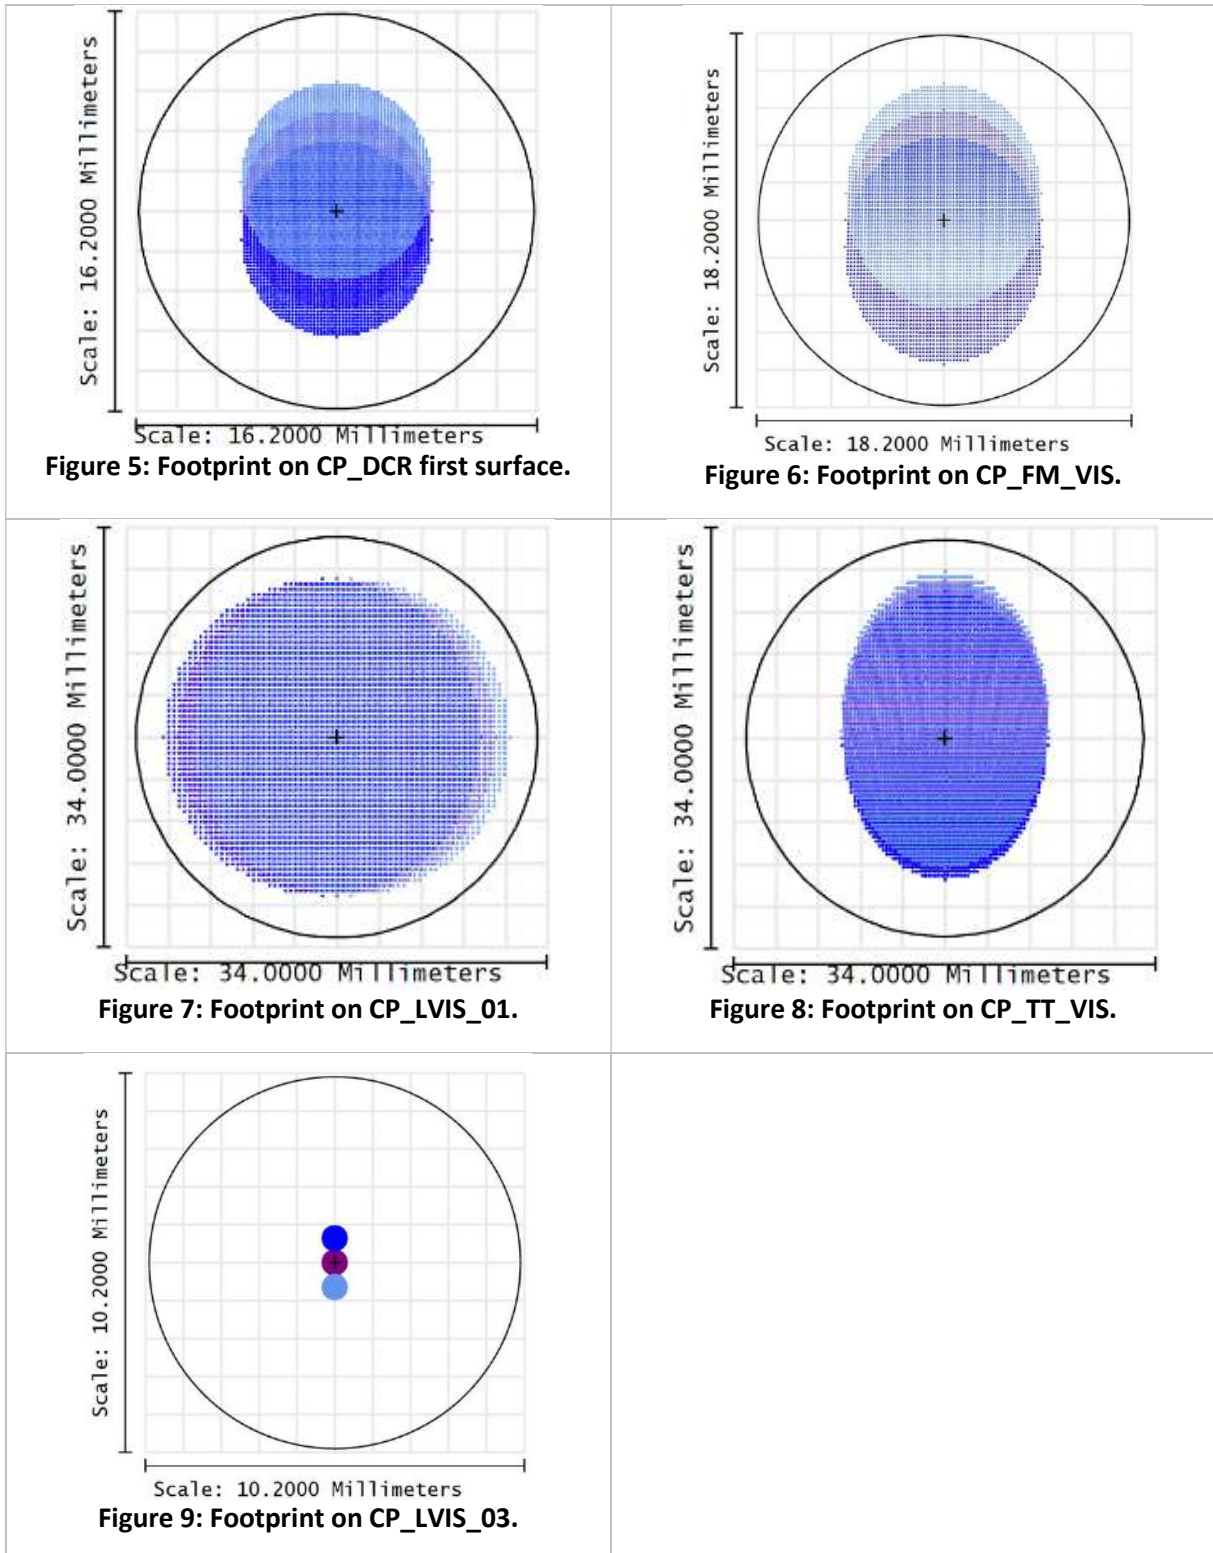 Scale: 16.2000 Millimeters
Scale: 16.2000 Millimeters
Figure 5: Footprint on CP_DCR first surface.
Scale: 18.2000 Millimeters
Scale: 18.2000 Millimeters
Figure 6: Footprint on CP_FM_VIS.
Scale: 34.0000 Millimeters
Scale: 34.0000 Millimeters
Figure 7: Footprint on CP_LVIS_01.
Scale: 34.0000 Millimeters
Scale: 34.0000 Millimeters
Figure 8: Footprint on CP_TT_VIS.
Scale: 10.2000 Millimeters
Scale: 10.2000 Millimeters
Figure 9: Footprint on CP_LVIS_03.